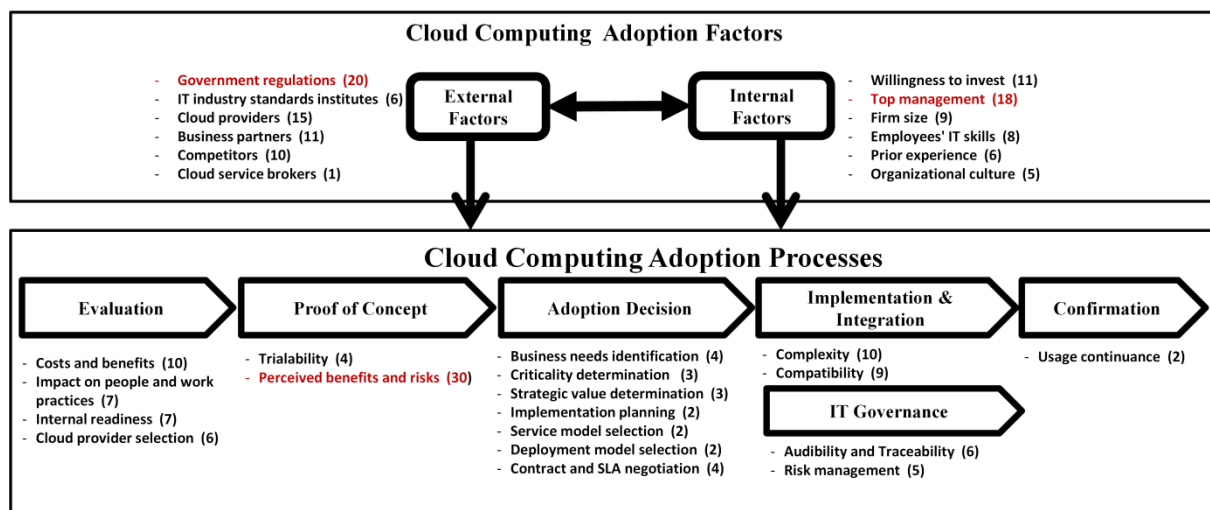 Cloud Computing Adoption Factors
- Government regulations (20)
- IT industry standards institutes (6)
- Cloud providers (15)
- Business partners (11)
- Competitors (10)
- Cloud service brokers (1)
External
Factors
Internal
Factors
- Willingness to invest (11)
- Top management (18)
- Firm size (9)
- Employees' IT skills (8)
- Prior experience (6)
- Organizational culture (5)
Cloud Computing Adoption Processes
Evaluation
- Costs and benefits (10)
- Impact on people and work
practices (7)
- Internal readiness (7)
- Cloud provider selection (6)
Proof of Concept
- Trialability (4)
- Perceived benefits and risks (30)
Adoption Decision
- Business needs identification (4)
- Criticality determination (3)
- Strategic value determination (3)
- Implementation planning (2)
- Service model selection (2)
- Deployment model selection (2)
- Contract and SLA negotiation (4)
Implementation &
Integration
- Complexity (10)
- Compatibility (9)
IT Governance
- Audibility and Traceability (6)
- Risk management (5)
Confirmation
- Usage continuance (2)